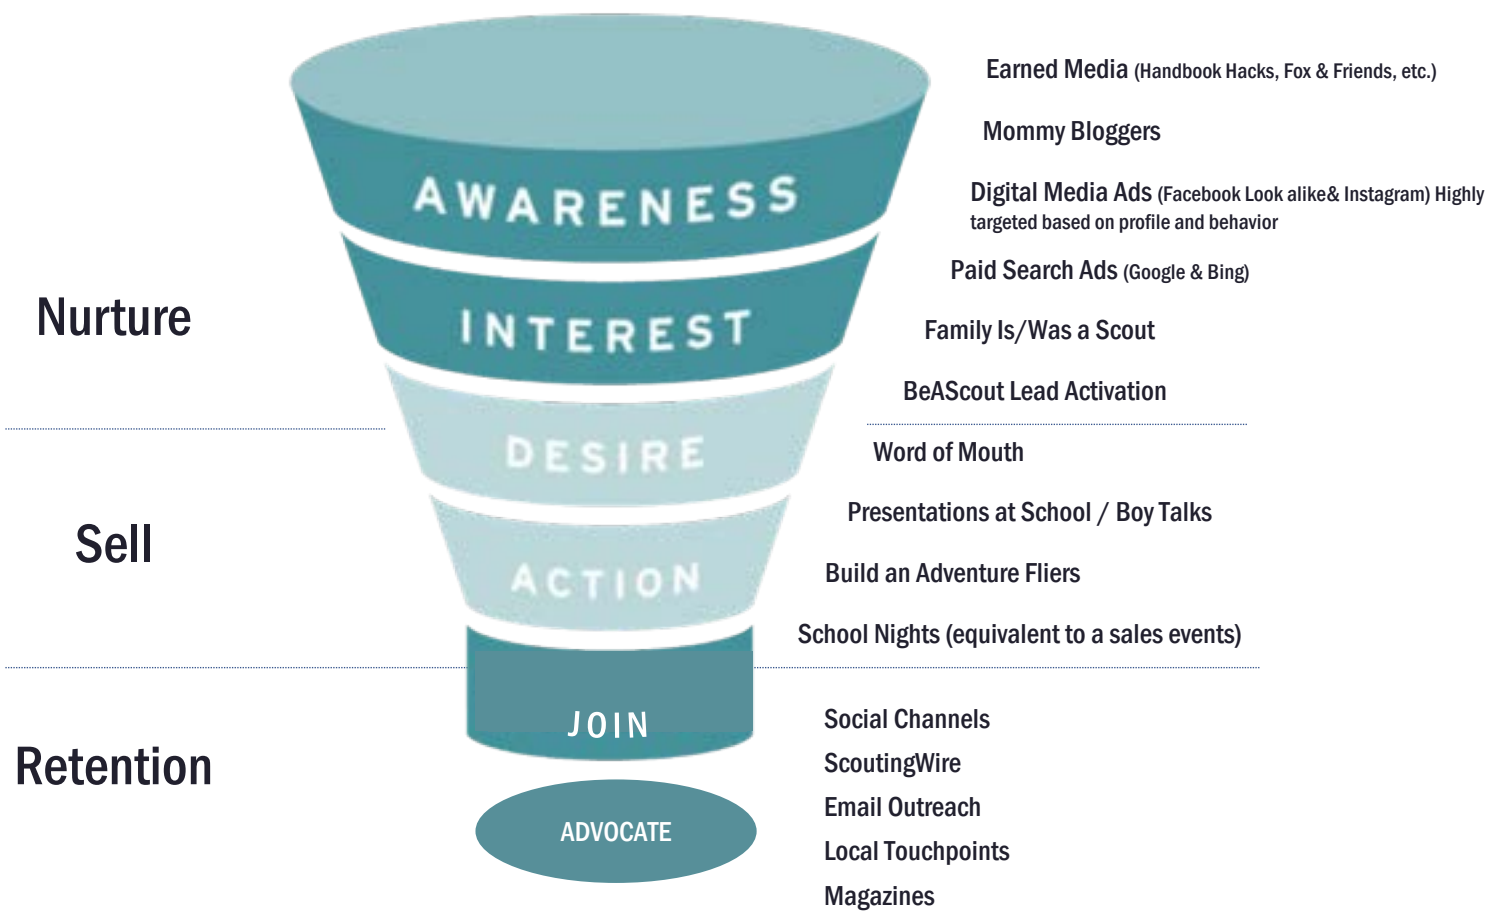 Earned Media (Handbook Hacks, Fox & Friends, etc.)
Mommy Bloggers
AWARENESS
Digital Media Ads (Facebook Look alike& Instagram) Highly
targeted based on profile and behavior
Paid Search Ads (Google & Bing)
Nurture
INTEREST
Family Is/Was a Scout
BeAScout Lead Activation
DESIRE
Word of Mouth
Presentations at School / Boy Talks
Sell
ACTION
Build an Adventure Fliers
School Nights (equivalent to a sales events)
JOIN
Social Channels
Retention
ScoutingWire
Email Outreach
ADVOCATE
Local Touchpoints
Magazines